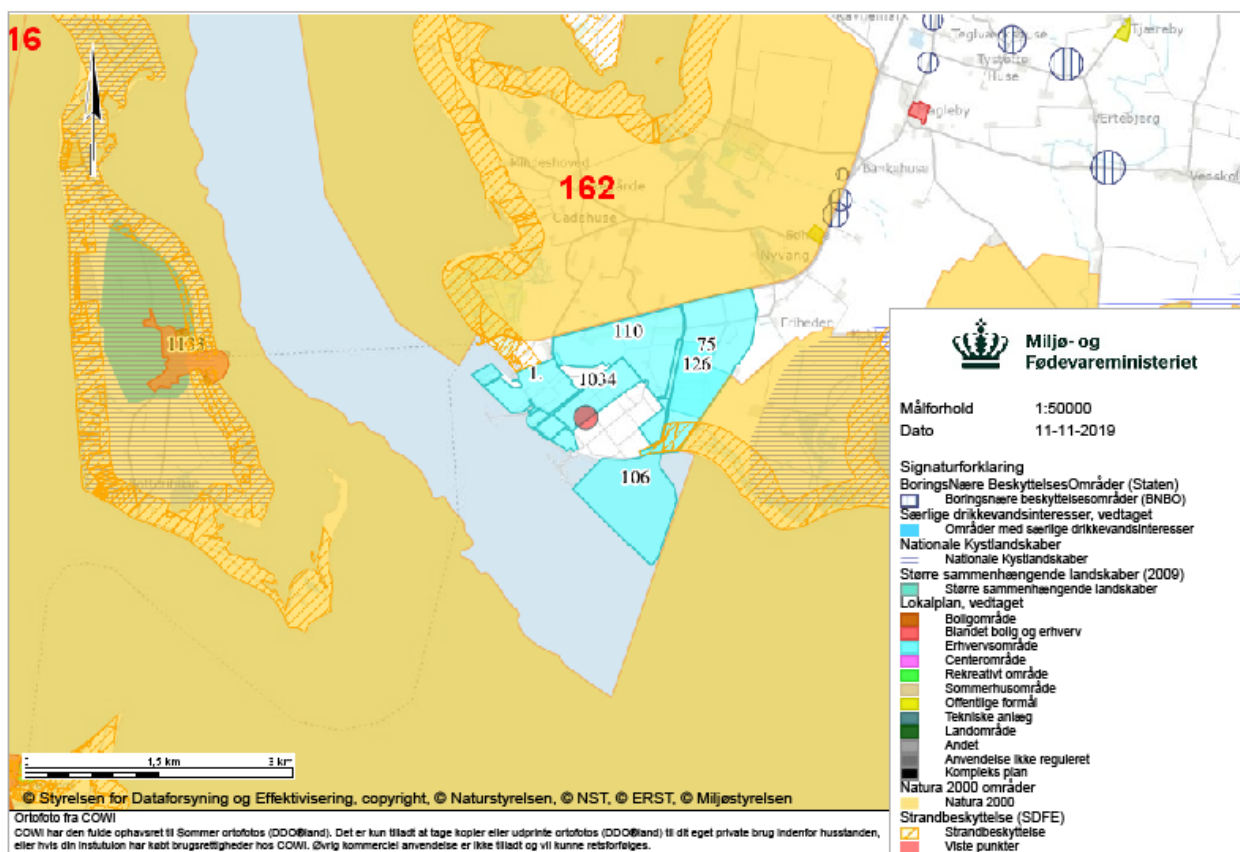 16
Teglværkshuse
Tjæreby
Tystofte
Huse
Ertebjerg
162
Bankshuse
Gadshuse
Nyvang
1133
Friheden
110
75
126
1.
1034
106
Miljø- og
Fødevareministeriet
Målforhold 1:50000
Dato 11-11-2019
Signaturforklaring
BoringsNære BeskyttelsesOmråder (Staten)
Boringsnære beskyttelsesområder (BNBO)
Særlige drikkevandsinteresser, vedtaget
Områder med særlige drikkevandsinteresser
Nationale Kystlandskaber
Nationale Kystlandskaber
Større sammenhængende landskaber (2009)
Større sammenhængende landskaber
Lokalplan, vedtaget
Boligområde
Blandet bolig og erhverv
Erhvervsområde
Centerområde
Rekreativt område
Sommerhusområde
Offentlige formål
Tekniske anlæg
Landområde
Andet
Anvendelse ikke reguleret
Kompleks plan
Natura 2000 områder
Natura 2000
Strandbeskyttelse (SDFE)
Strandbeskyttelse
Viste punkter
1,5 km 3 km
© Styrelsen for Dataforsyning og Effektivisering, copyright, © Naturstyrelsen, © NST, © ERST, © Miljøstyrelsen
Ortofoto fra COWI
COWI har den fulde ophavsret til Sommer ortofotos (DDO®land). Det er kun tilladt at tage kopier eller udprinte ortofotos (DDO®land) til dit eget private brug indenfor husstanden,
eller hvis din instutuion har købt brugsrettigheder hos COWI. Øvrig kommerciel anvendelse er ikke tilladt og vil kunne retsforfølges.